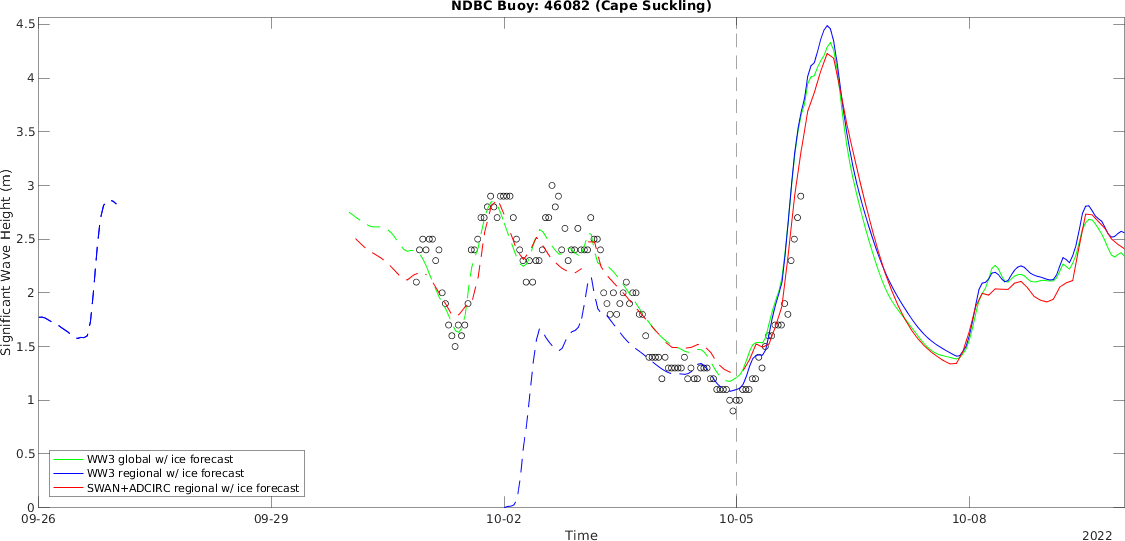 NDBC Buoy: 46082 (Cape Suckling)
4.5
4
3.5
3
2.5
2
1.5
1
0.5
0
Significant Wave Height (m)
WW3 global w/ ice forecast
WW3 regional w/ ice forecast
SWAN+ADCIRC regional w/ ice forecast
09-26
09-29
10-02
10-05
10-08
Time
2022